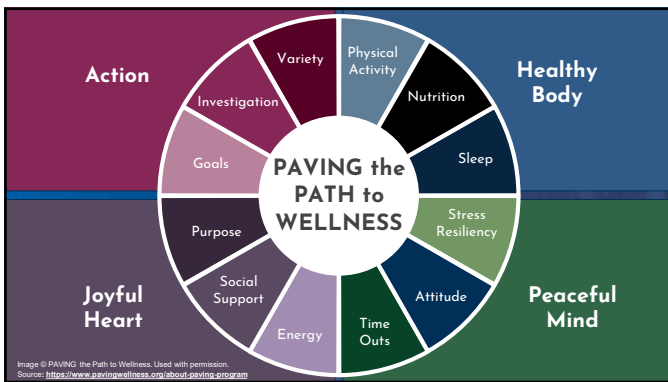 Action
Healthy
Body
Joyful
Heart
Peaceful
Mind
PAVING the
PATH to
WELLNESS
Physical
Activity
Nutrition
Sleep
Stress
Resiliency
Attitude
Time
Outs
Energy
Social
Support
Purpose
Goals
Investigation
Variety
Image © PAVING the Path to Wellness. Used with permission.
Source: https://www.pavingwellness.org/about-paving-program